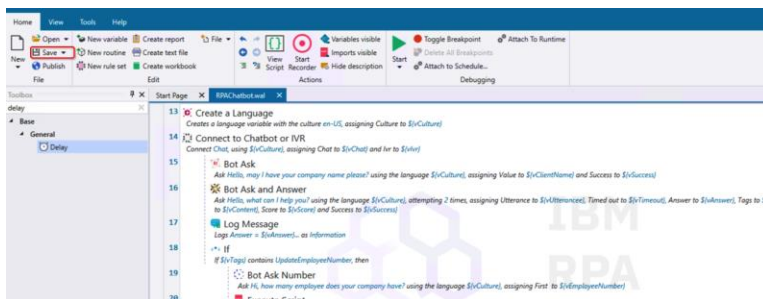 Home View Tools Help
Open New variable Create report File Variables visible Toggle Breakpoint Attach To Runtime
Save New routine Create text file Imports visible Delete All Breakpoints
New Publish New rule set Create workbook View Script Start Recorder Hide description Start Attach to Schedule...
File Edit Actions Debugging
Toolbox Start Page RPAChatbot.wal
delay
Base
General
Delay
13 Create a Language
Creates a language variable with the culture en-US, assigning Culture to ${vCulture}
14 Connect to Chatbot or IVR
Connect Chat, using ${vCulture}, assigning Chat to ${vChat} and Ivr to ${vIvr}
15 Bot Ask
Ask Hello, may I have your company name please? using the language ${vCulture}, assigning Value to ${vClientName} and Success to ${vSuccess}
16 Bot Ask and Answer
Ask Hello, what can I help you? using the language ${vCulture}, attempting 2 times, assigning Utterance to ${vUtterancee}, Timed out to ${vTimeout}, Answer to ${vAnswer}, Tags to
to ${vContent}, Score to ${vScore} and Success to ${vSuccess}
17 Log Message
Logs Answer = ${vAnswer}... as Information
18 If
If ${vTags} contains UpdateEmployeeNumber, then
19 Bot Ask Number
Ask Hi, how many employee does your company have? using the language ${vCulture}, assigning First to ${vEmployeeNumber}
20 Execute Script
IBM
RPA